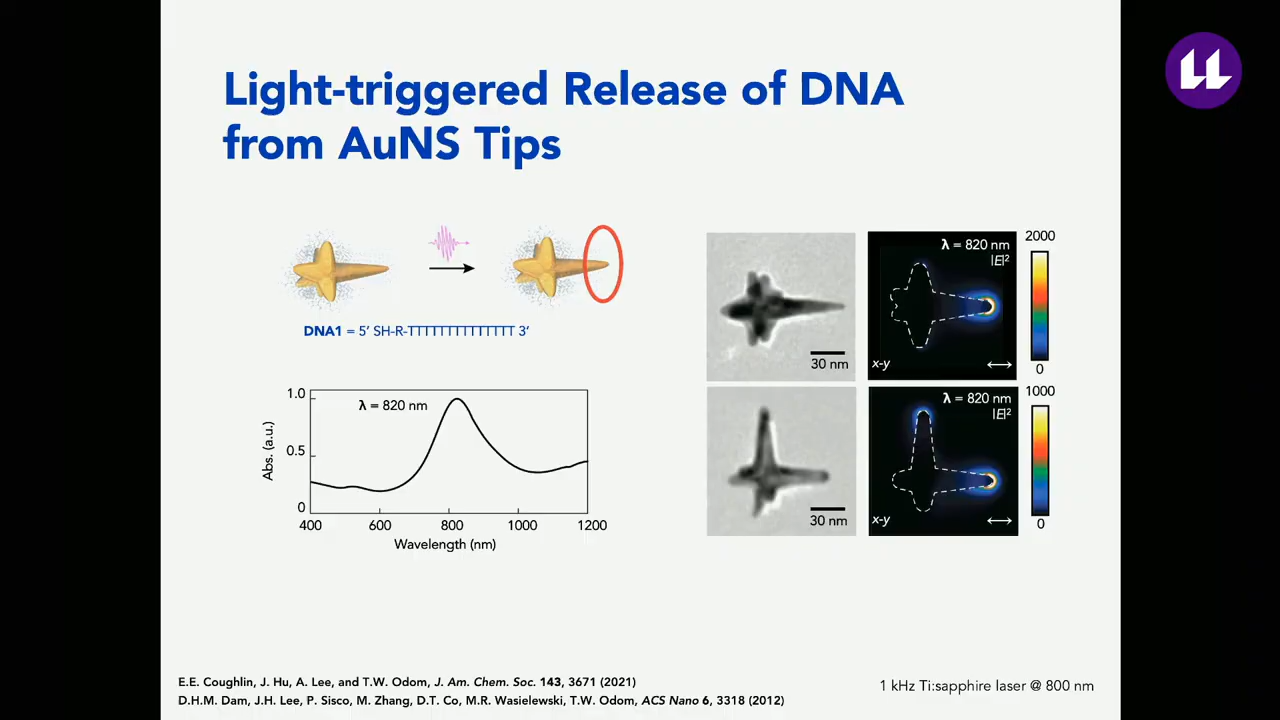 Light-triggered Release of DNA
from AuNS Tips
DNA1 = 5’ SH-R-TTTTTTTTTTTTTTT 3’
λ = 820 nm
1.0
0.5
0
Abs. (a.u.)
400 600 800 1000 1200
Wavelength (nm)
30 nm
λ = 820 nm
|E|²
x-y
2000
0
30 nm
λ = 820 nm
|E|²
x-y
1000
0
E.E. Coughlin, J. Hu, A. Lee, and T.W. Odom, J. Am. Chem. Soc. 143, 3671 (2021)
D.H.M. Dam, J.H. Lee, P. Sisco, M. Zhang, D.T. Co, M.R. Wasielewski, T.W. Odom, ACS Nano 6, 3318 (2012)
1 kHz Ti:sapphire laser @ 800 nm